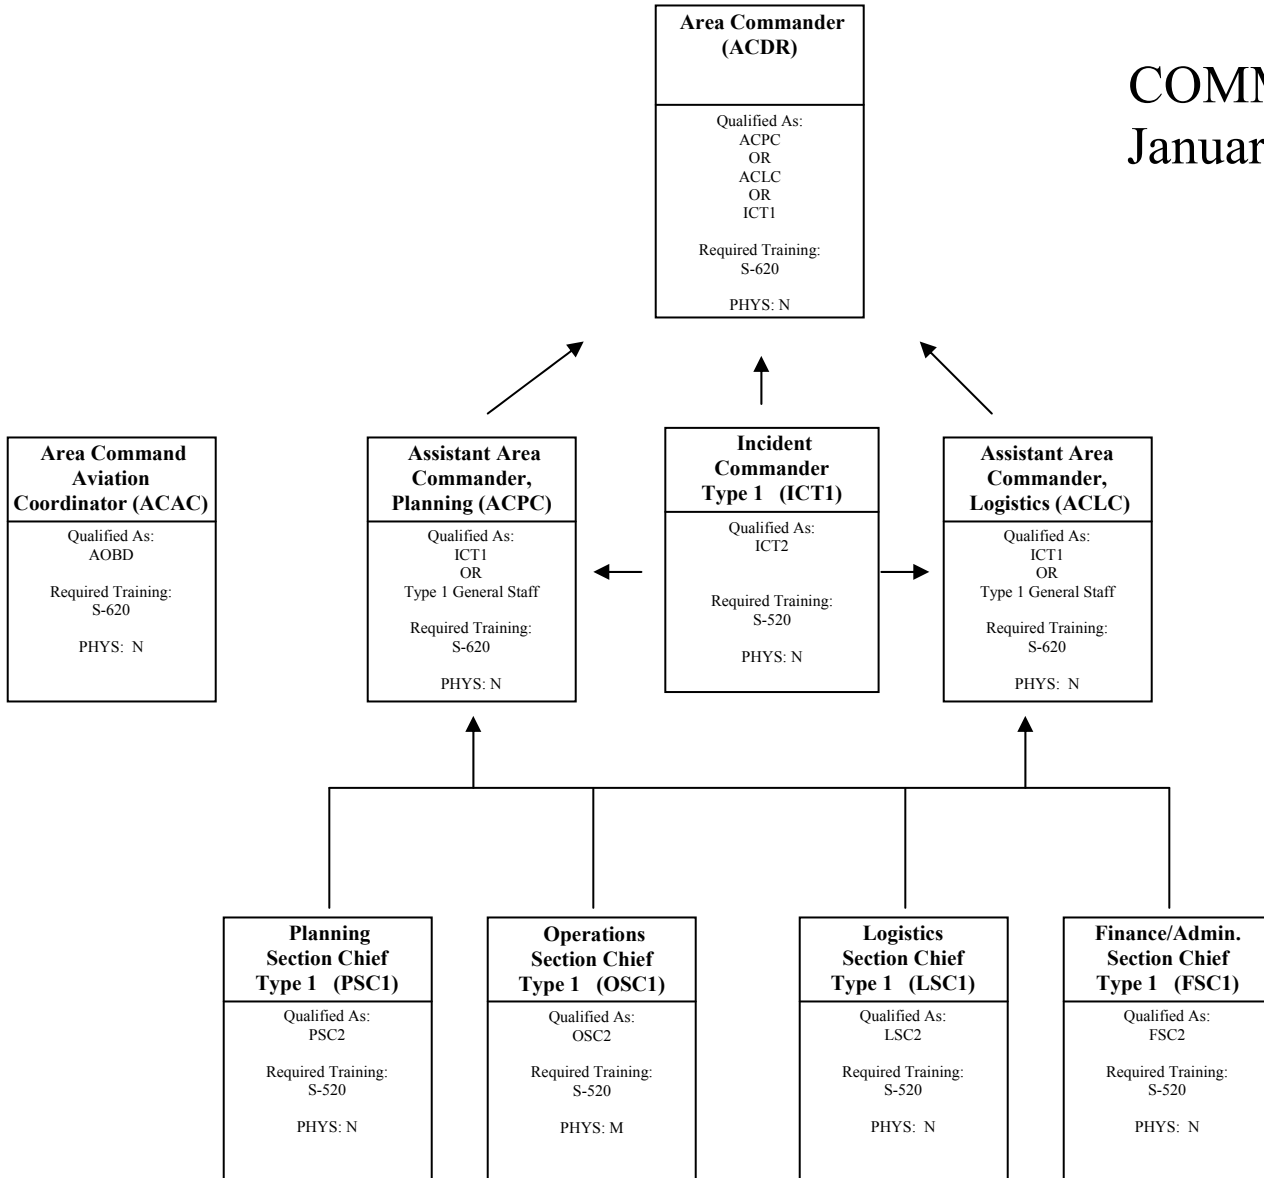 Area Commander
(ACDR)
Qualified As:
ACPC
OR
ACLC
OR
ICT1
Required Training:
S-620
PHYS: N
Januar
Area Command
Aviation
Coordinator (ACAC)
Qualified As:
AOBD
Required Training:
S-620
PHYS: N
Assistant Area
Commander,
Planning (ACPC)
Qualified As:
ICT1
OR
Type 1 General Staff
Required Training:
S-620
PHYS: N
Incident
Commander
Type 1 (ICT1)
Qualified As:
ICT2
Required Training:
S-520
PHYS: N
Assistant Area
Commander,
Logistics (ACLC)
Qualified As:
ICT1
OR
Type 1 General Staff
Required Training:
S-620
PHYS: N
Planning
Section Chief
Type 1 (PSC1)
Qualified As:
PSC2
Required Training:
S-520
PHYS: N
Operations
Section Chief
Type 1 (OSC1)
Qualified As:
OSC2
Required Training:
S-520
PHYS: M
Logistics
Section Chief
Type 1 (LSC1)
Qualified As:
LSC2
Required Training:
S-520
PHYS: N
Finance/Admin.
Section Chief
Type 1 (FSC1)
Qualified As:
FSC2
Required Training:
S-520
PHYS: N